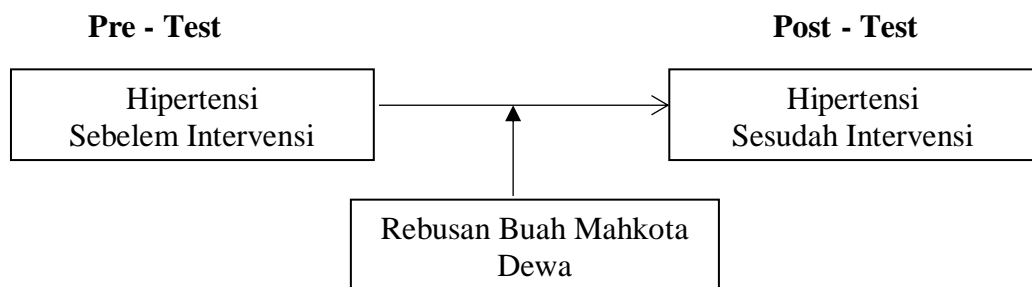 Pre - Test
Post - Test
Hipertensi
Sebelem Intervensi
Hipertensi
Sesudah Intervensi
Rebusan Buah Mahkota
Dewa